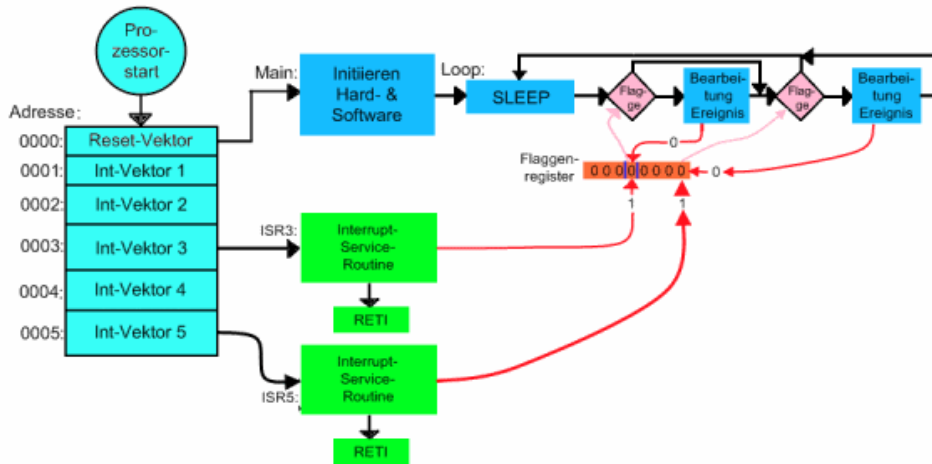 Pro-
zessor-
start
Adresse:
0000:
Reset-Vektor
0001:
Int-Vektor 1
0002:
Int-Vektor 2
0003:
Int-Vektor 3
0004:
Int-Vektor 4
0005:
Int-Vektor 5
Main:
Initiieren
Hard- &
Software
Loop:
SLEEP
Flag-
ge
Bearbei-
tung
Ereignis
Flag-
ge
Bearbei-
tung
Ereignis
0
Flaggen-
register
0 0 0 0 0 0 0 0
0
1
1
ISR3:
Interrupt-
Service-
Routine
RETI
ISR5:
Interrupt-
Service-
Routine
RETI